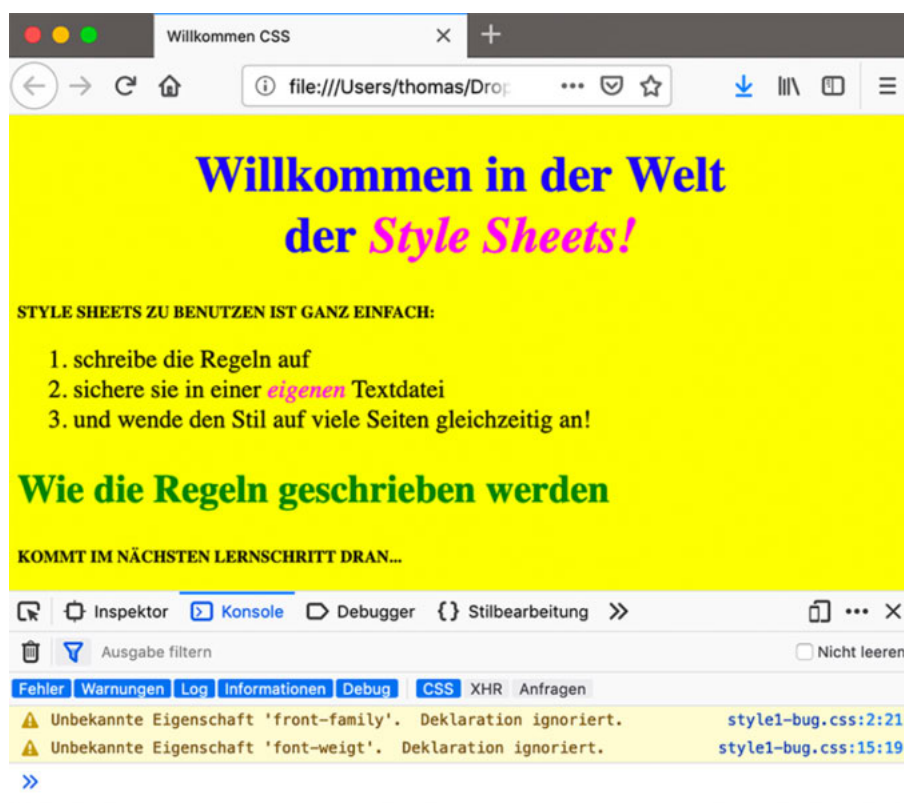 Willkommen CSS
file:///Users/thomas/Drop
Willkommen in der Welt
der Style Sheets!
STYLE SHEETS ZU BENUTZEN IST GANZ EINFACH:
1. schreibe die Regeln auf
2. sichere sie in einer eigenen Textdatei
3. und wende den Stil auf viele Seiten gleichzeitig an!
Wie die Regeln geschrieben werden
KOMMT IM NÄCHSTEN LERNSCHRITT DRAN...
Inspektor Konsole Debugger {} Stilbearbeitung
Ausgabe filtern Nicht leeren
Fehler Warnungen Log Informationen Debug CSS XHR Anfragen
Unbekannte Eigenschaft 'front-family'. Deklaration ignoriert. style1-bug.css:2:21
Unbekannte Eigenschaft 'font-weigt'. Deklaration ignoriert. style1-bug.css:15:19